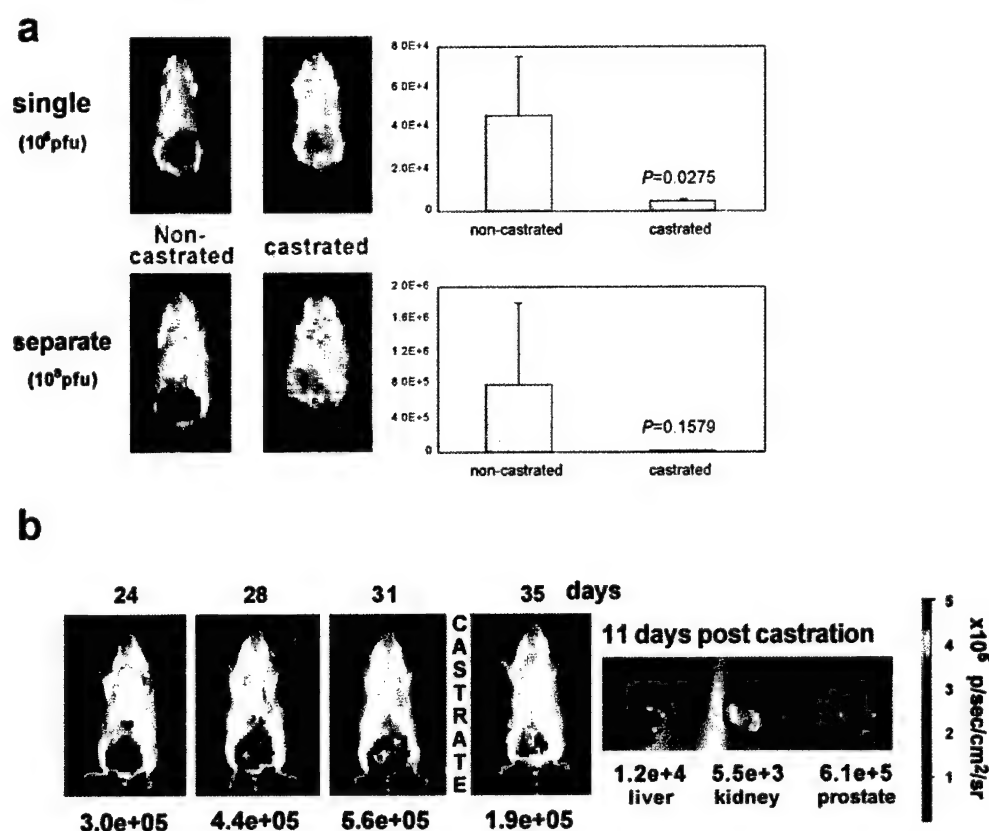 a
single
(10⁶pfu)
8.0E+4
6.0E+4
4.0E+4
2.0E+4
0
P=0.0275
non-castrated
castrated
Non-
castrated
castrated
separate
(10⁸pfu)
2.0E+6
1.6E+6
1.2E+6
8.0E+5
4.0E+5
0
P=0.1579
non-castrated
castrated
b
24
28
31
35 days
CASTRATE
11 days post castration
3.0e+05
4.4e+05
5.6e+05
1.9e+05
1.2e+4
liver
5.5e+3
kidney
6.1e+5
prostate
5
4
3
2
1
p/sec/cm²/sr